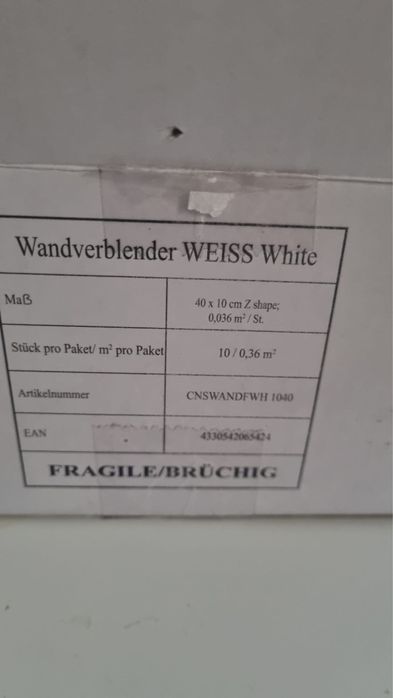 Wandverblender WEISS White
Maß
40 x 10 cm Z shape;
0,036 m² / St.
Stück pro Paket/ m² pro Paket
10 / 0,36 m²
Artikelnummer
CNSWANDFWH 1040
EAN
4330542065424
FRAGILE/BRÜCHIG